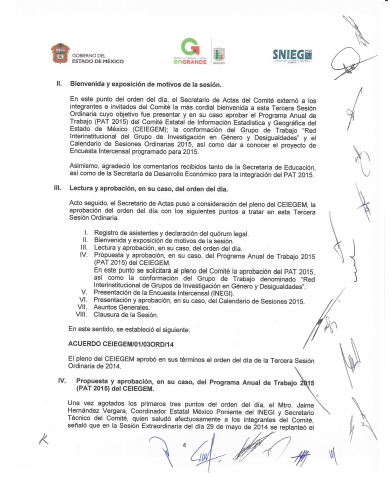 GOBIERNO DEL
ESTADO DE MÉXICO
enGRANDE
SNIEG
II. Bienvenida y exposición de motivos de la sesión.
En este punto del orden del día, el Secretario de Actas del Comité externó a los
integrantes e invitados del Comité la más cordial bienvenida a esta Tercera Sesión
Ordinaria cuyo objetivo fue presentar y en su caso aprobar el Programa Anual de
Trabajo (PAT 2015) del Comité Estatal de Información Estadística y Geográfica del
Estado de México (CEIEGEM); la conformación del Grupo de Trabajo "Red
Interinstitucional del Grupo de Investigación en Género y Desigualdades" y el
Calendario de Sesiones Ordinarias 2015, así como dar a conocer el proyecto de
Encuesta Intercensal programado para 2015.
Asimismo, agradeció los comentarios recibidos tanto de la Secretaría de Educación,
así como de la Secretaría de Desarrollo Económico para la integración del PAT 2015.
III. Lectura y aprobación, en su caso, del orden del día.
Acto seguido, el Secretario de Actas puso a consideración del pleno del CEIEGEM, la
aprobación del orden del día con los siguientes puntos a tratar en esta Tercera
Sesión Ordinaria.
I. Registro de asistentes y declaración del quórum legal.
II. Bienvenida y exposición de motivos de la sesión.
III. Lectura y aprobación, en su caso, del orden del día.
IV. Propuesta y aprobación, en su caso, del Programa Anual de Trabajo 2015
(PAT 2015) del CEIEGEM.
En este punto se solicitará al pleno del Comité la aprobación del PAT 2015,
así como la conformación del Grupo de Trabajo denominado "Red
Interinstitucional de Grupos de Investigación en Género y Desigualdades".
V. Presentación de la Encuesta Intercensal (INEGI).
VI. Presentación y aprobación, en su caso, del Calendario de Sesiones 2015.
VII. Asuntos Generales.
VIII. Clausura de la Sesión.
En este sentido, se estableció el siguiente:
ACUERDO CEIEGEM/01/03ORD/14
El pleno del CEIEGEM aprobó en sus términos el orden del día de la Tercera Sesión
Ordinaria de 2014.
IV. Propuesta y aprobación, en su caso, del Programa Anual de Trabajo 2015
(PAT 2015) del CEIEGEM.
Una vez agotados los primeros tres puntos del orden del día, el Mtro. Jaime
Hernández Vergara, Coordinador Estatal México Poniente del INEGI y Secretario
Técnico del Comité, quien saludó afectuosamente a los integrantes del Comité,
señaló que en la Sesión Extraordinaria del día 29 de mayo de 2014 se replanteó el
4